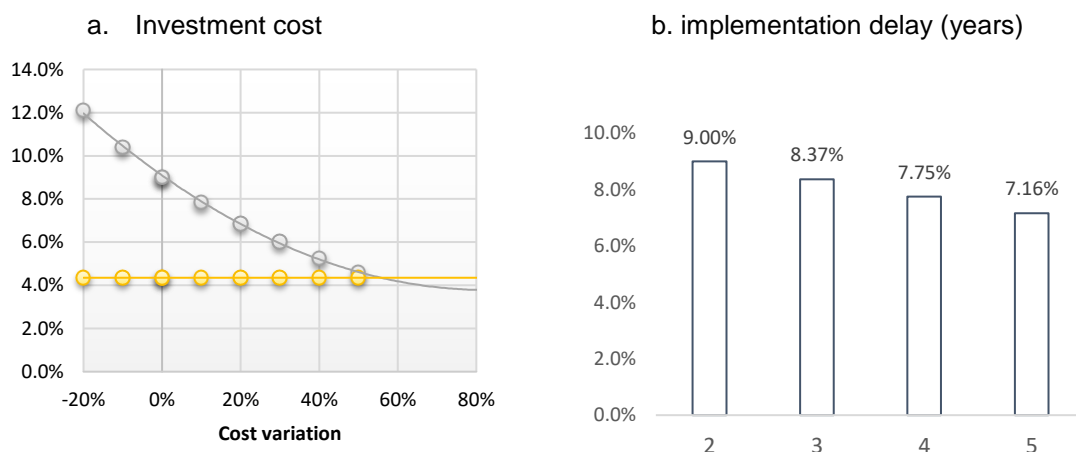 a. Investment cost
14.0%
12.0%
10.0%
8.0%
6.0%
4.0%
2.0%
0.0%
-20% 0% 20% 40% 60% 80%
Cost variation
b. implementation delay (years)
10.0%
8.0%
6.0%
4.0%
2.0%
0.0%
9.00% 8.37% 7.75% 7.16%
2 3 4 5